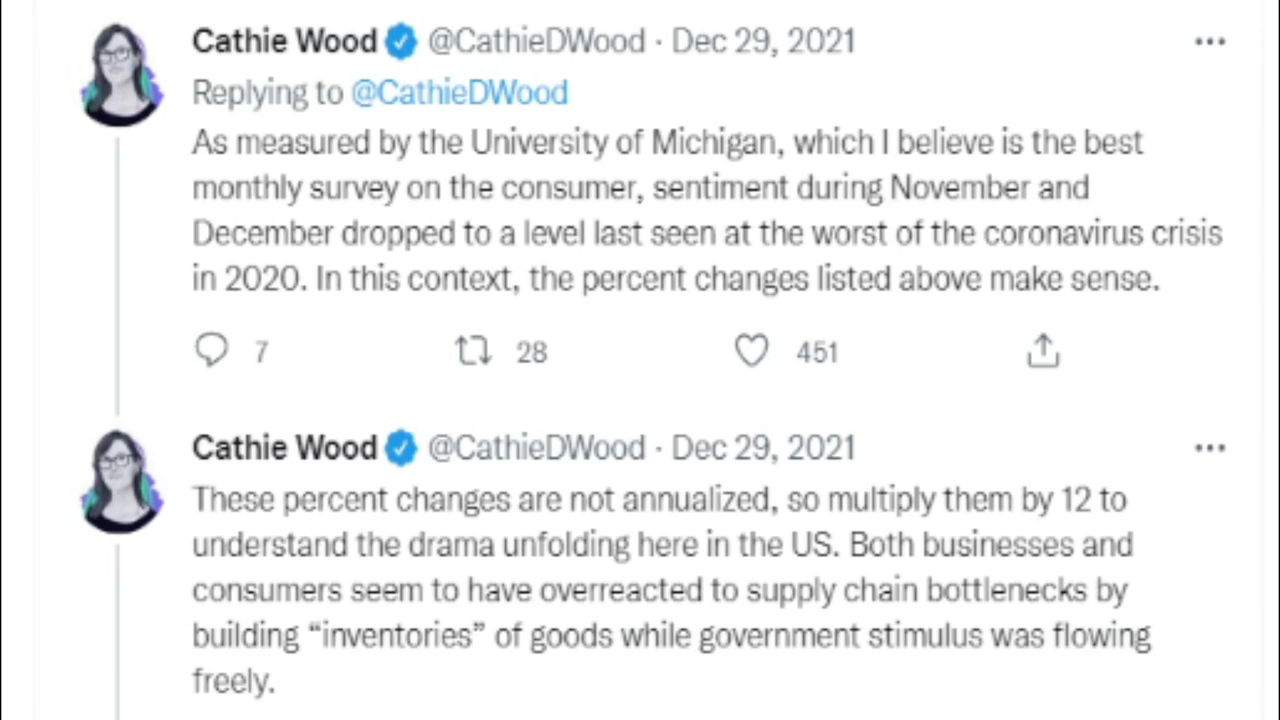 Cathie Wood @CathieDWood · Dec 29, 2021
Replying to @CathieDWood
As measured by the University of Michigan, which I believe is the best
monthly survey on the consumer, sentiment during November and
December dropped to a level last seen at the worst of the coronavirus crisis
in 2020. In this context, the percent changes listed above make sense.
7 28 451
Cathie Wood @CathieDWood · Dec 29, 2021
These percent changes are not annualized, so multiply them by 12 to
understand the drama unfolding here in the US. Both businesses and
consumers seem to have overreacted to supply chain bottlenecks by
building “inventories” of goods while government stimulus was flowing
freely.